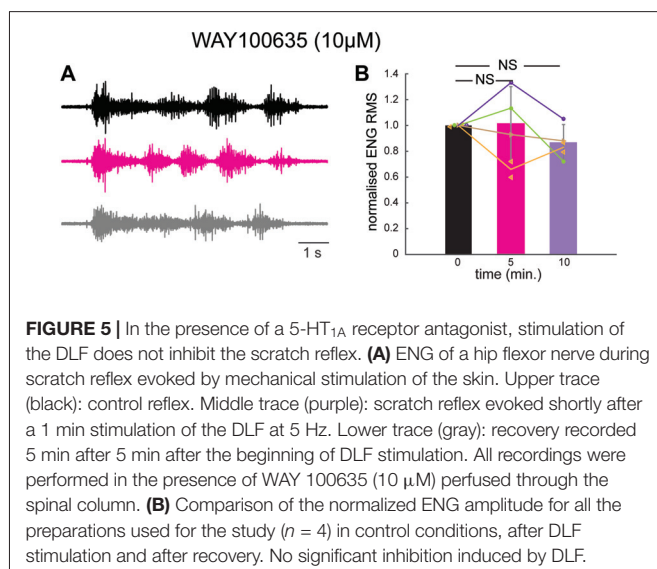 WAY100635 (10μM)
A
B
NS
NS
1.4
1.2
1.0
0.8
0.6
0.4
0.2
0
normalised ENG RMS
0 5 10
time (min.)
1 s
FIGURE 5 | In the presence of a 5-HT1A receptor antagonist, stimulation of
the DLF does not inhibit the scratch reflex. (A) ENG of a hip flexor nerve during
scratch reflex evoked by mechanical stimulation of the skin. Upper trace
(black): control reflex. Middle trace (purple): scratch reflex evoked shortly after
a 1 min stimulation of the DLF at 5 Hz. Lower trace (gray): recovery recorded
5 min after 5 min after the beginning of DLF stimulation. All recordings were
performed in the presence of WAY 100635 (10 μM) perfused through the
spinal column. (B) Comparison of the normalized ENG amplitude for all the
preparations used for the study (n = 4) in control conditions, after DLF
stimulation and after recovery. No significant inhibition induced by DLF.